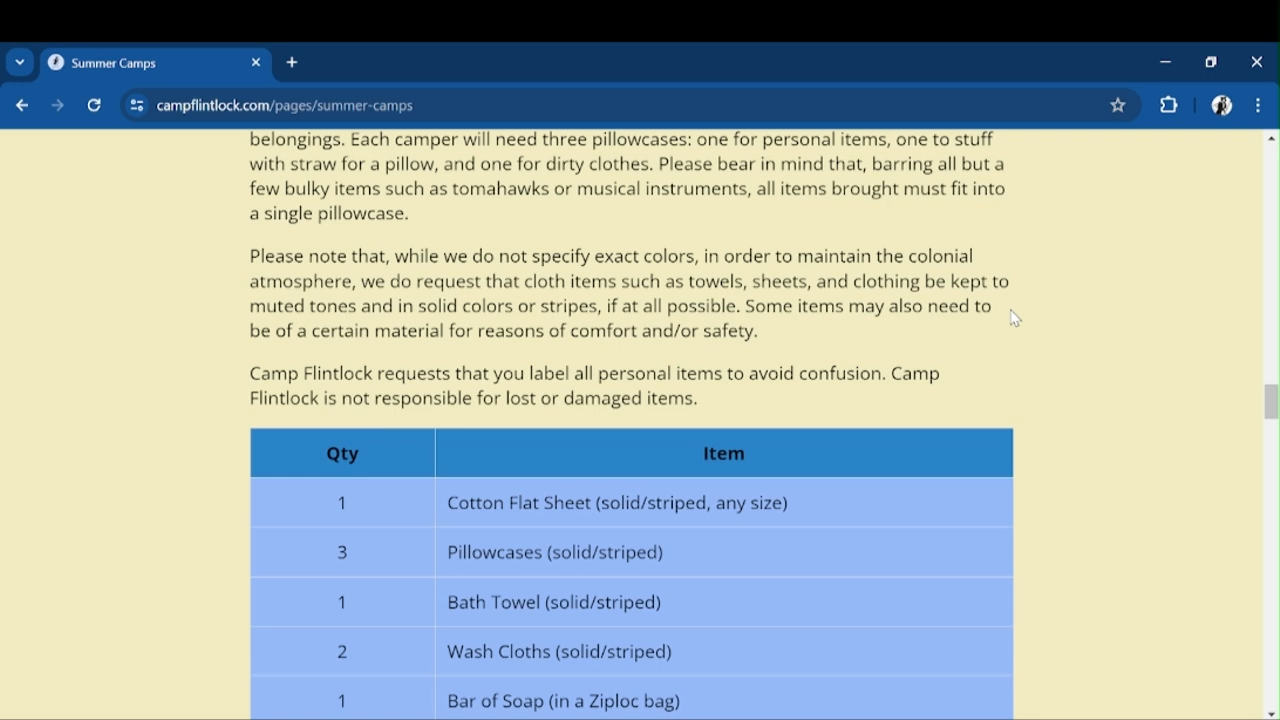 Summer Camps
campflintlock.com/pages/summer-camps
belongings. Each camper will need three pillowcases: one for personal items, one to stuff
with straw for a pillow, and one for dirty clothes. Please bear in mind that, barring all but a
few bulky items such as tomahawks or musical instruments, all items brought must fit into
a single pillowcase.
Please note that, while we do not specify exact colors, in order to maintain the colonial
atmosphere, we do request that cloth items such as towels, sheets, and clothing be kept to
muted tones and in solid colors or stripes, if at all possible. Some items may also need to
be of a certain material for reasons of comfort and/or safety.
Camp Flintlock requests that you label all personal items to avoid confusion. Camp
Flintlock is not responsible for lost or damaged items.
Qty Item
1 Cotton Flat Sheet (solid/striped, any size)
3 Pillowcases (solid/striped)
1 Bath Towel (solid/striped)
2 Wash Cloths (solid/striped)
1 Bar of Soap (in a Ziploc bag)